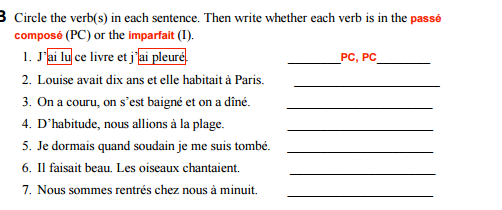 B Circle the verb(s) in each sentence. Then write whether each verb is in the passé
composé (PC) or the imparfait (I).
1. J'ai lu ce livre et j'ai pleuré. PC, PC
2. Louise avait dix ans et elle habitait à Paris.
3. On a couru, on s'est baigné et on a dîné.
4. D'habitude, nous allions à la plage.
5. Je dormais quand soudain je me suis tombé.
6. Il faisait beau. Les oiseaux chantaient.
7. Nous sommes rentrés chez nous à minuit.